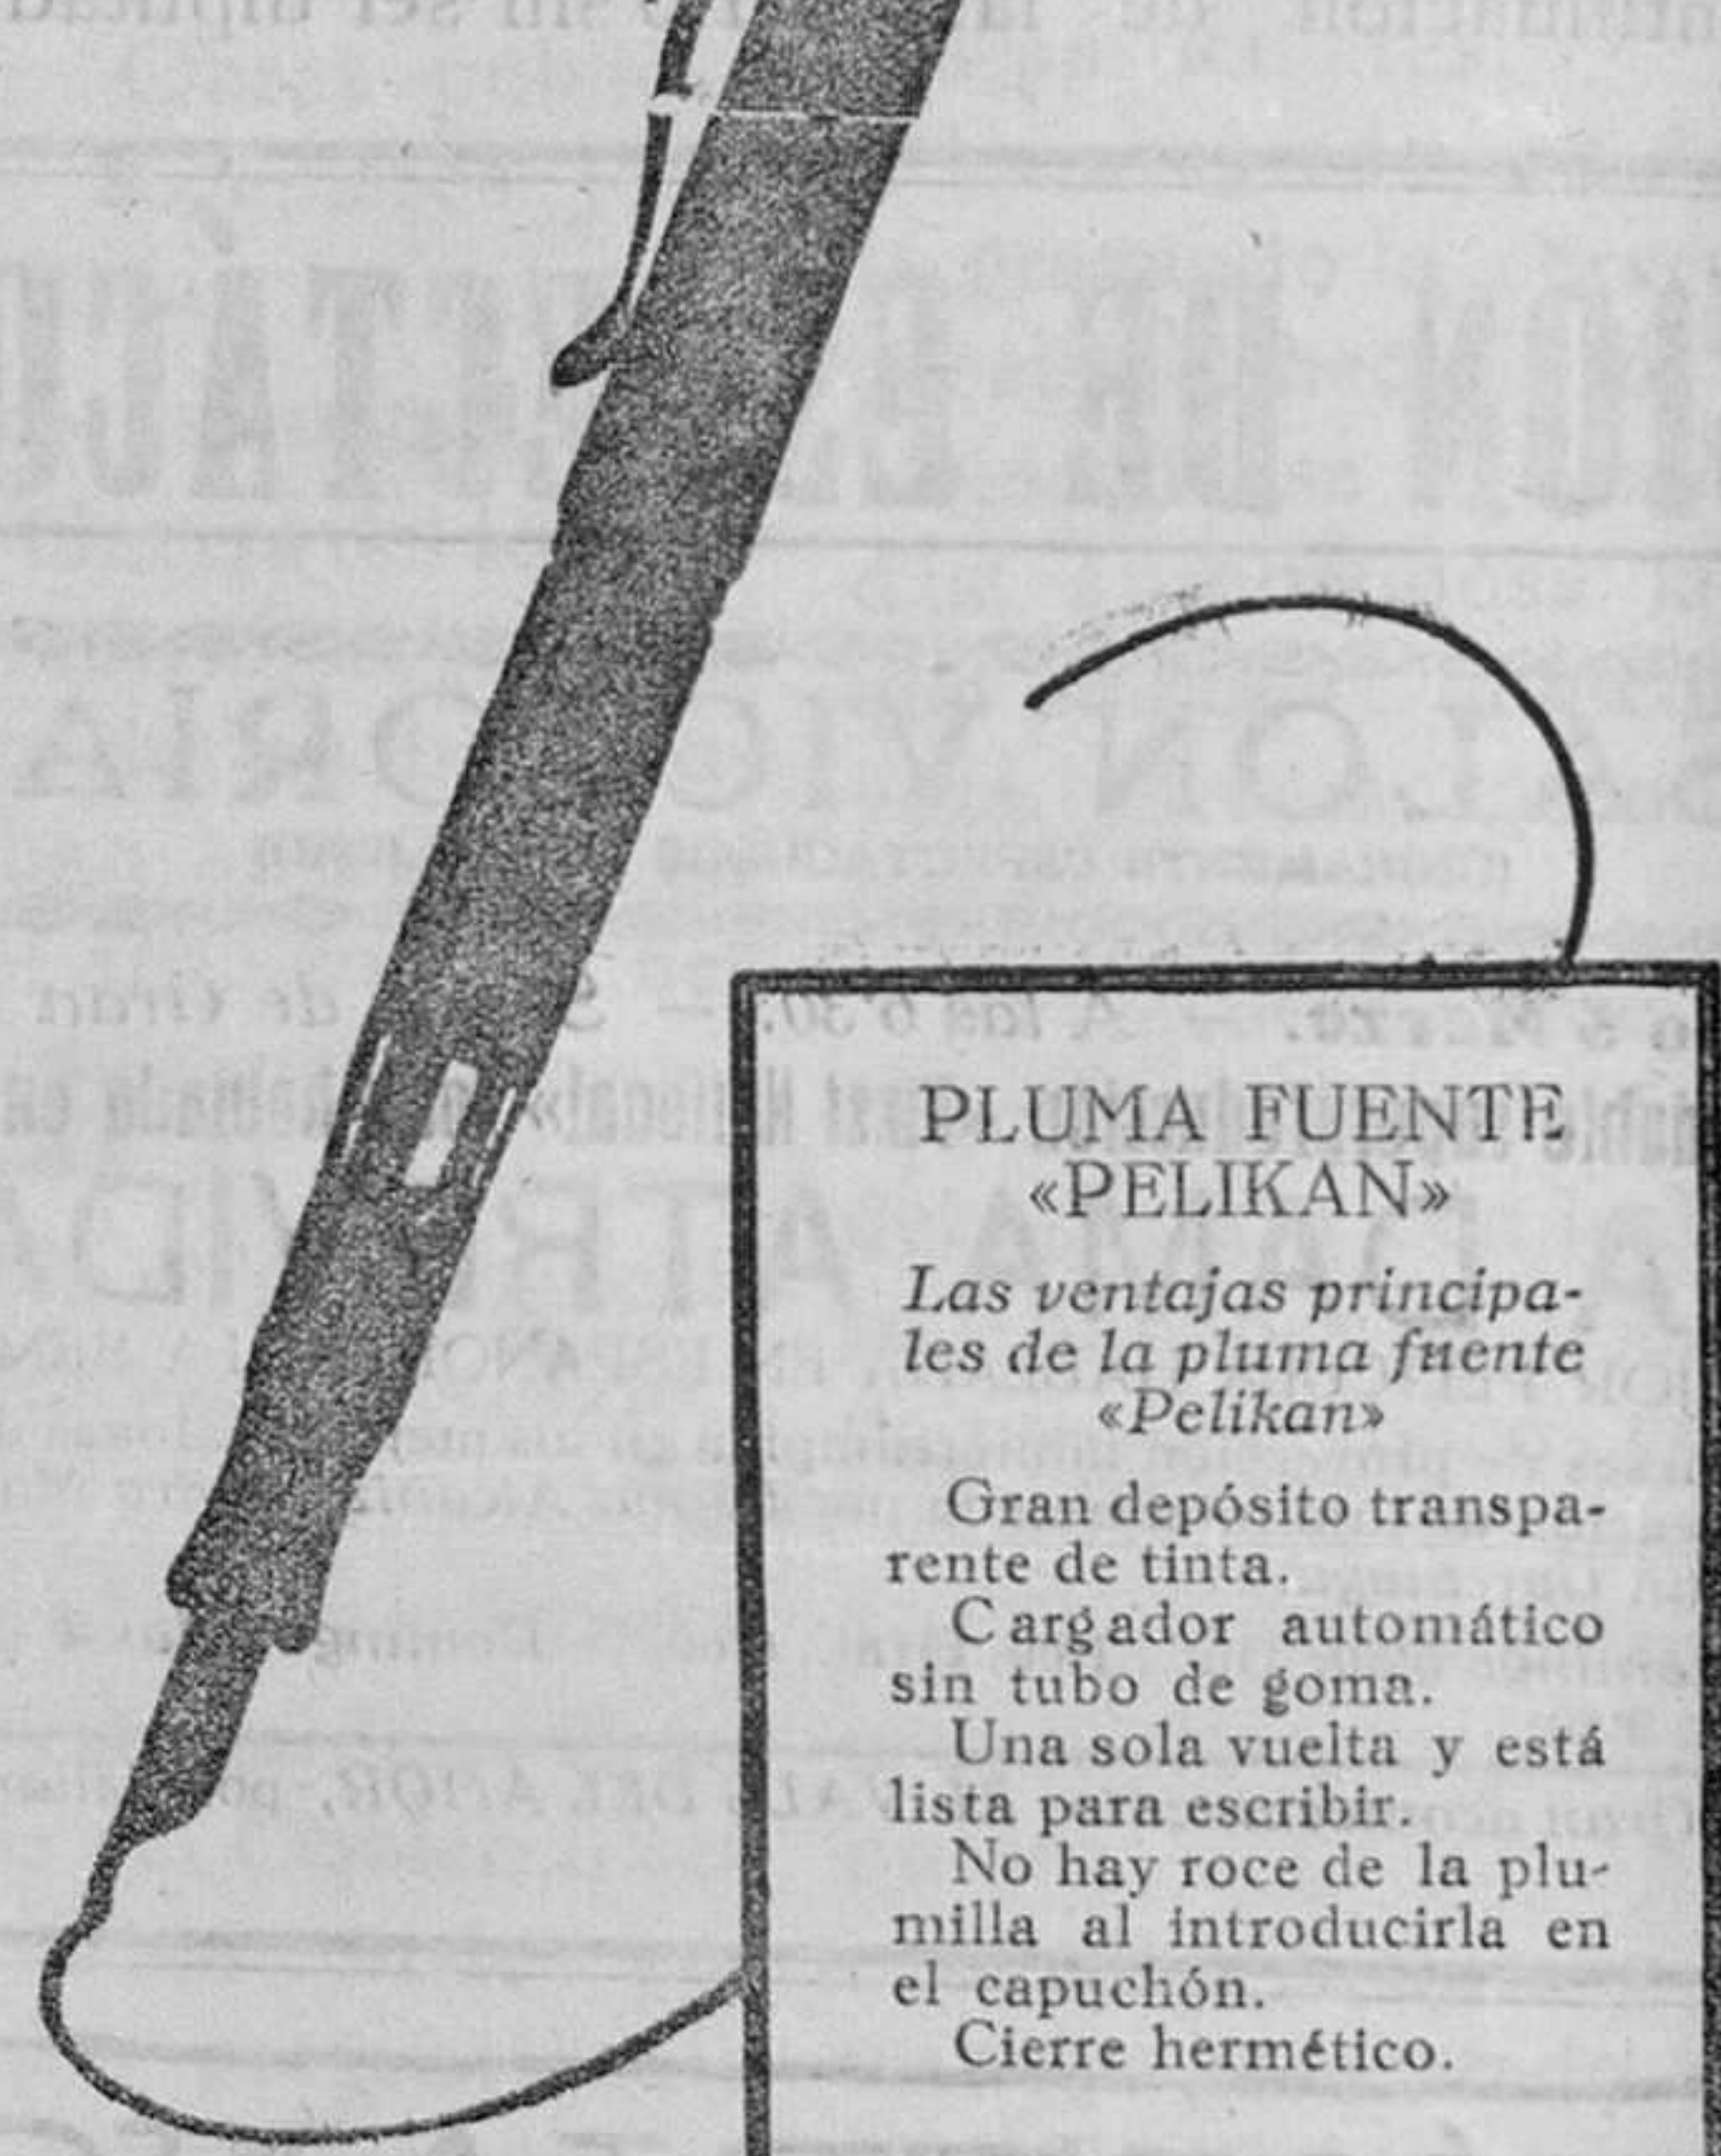 PLUMA FUENTE
«PELIKAN»
Las ventajas principa-
les de la pluma fuente
«Pelikan»
Gran depósito transpa-
rente de tinta.
Cargador automático
sin tubo de goma.
Una sola vuelta y está
lista para escribir.
No hay roce de la plu-
milla al introducirla en
el capuchón.
Cierre hermético.